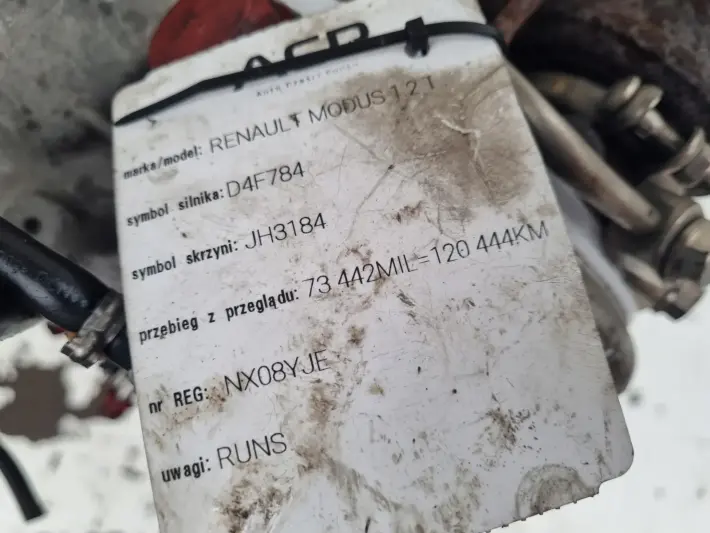 marka/model: RENAULT MODUS 1.2 T
symbol silnika: D4F784
symbol skrzyni: JH3184
przebieg z przeglądu: 73 442MIL=120 444KM
nr REG: NX08YJE
uwagi: RUNS